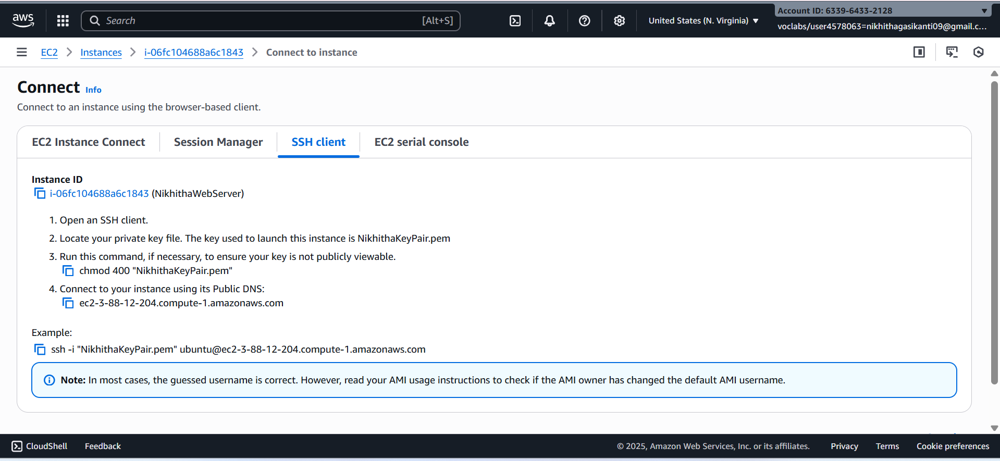 aws
Search [Alt+S]
United States (N. Virginia)
Account ID: 6339-6433-2128
voclabs/user4578063=nikhithagasikanti09@gmail.c...
EC2 Instances i-06fc104688a6c1843 Connect to instance
Connect Info
Connect to an instance using the browser-based client.
EC2 Instance Connect Session Manager SSH client EC2 serial console
Instance ID
i-06fc104688a6c1843 (NikhithaWebServer)
1. Open an SSH client.
2. Locate your private key file. The key used to launch this instance is NikhithaKeyPair.pem
3. Run this command, if necessary, to ensure your key is not publicly viewable.
chmod 400 "NikhithaKeyPair.pem"
4. Connect to your instance using its Public DNS:
ec2-3-88-12-204.compute-1.amazonaws.com
Example:
ssh -i "NikhithaKeyPair.pem" ubuntu@ec2-3-88-12-204.compute-1.amazonaws.com
Note: In most cases, the guessed username is correct. However, read your AMI usage instructions to check if the AMI owner has changed the default AMI username.
CloudShell Feedback © 2025, Amazon Web Services, Inc. or its affiliates. Privacy Terms Cookie preferences